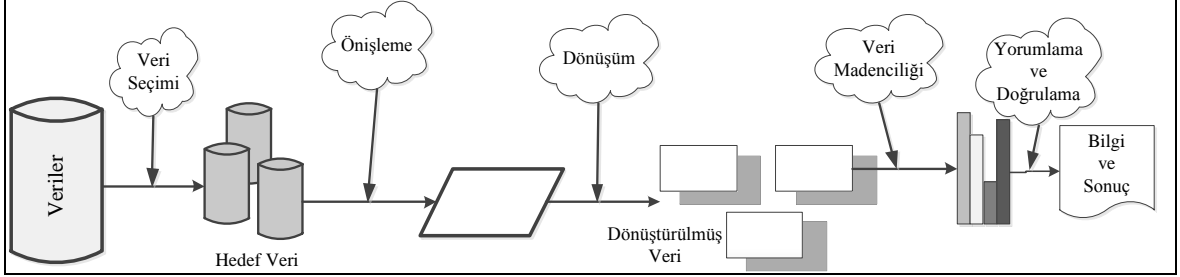 Veriler
Veri
Seçimi
Hedef Veri
Önişleme
Dönüşüm
Dönüştürülmüş
Veri
Veri
Madenciliği
Yorumlama
ve
Doğrulama
Bilgi
ve
Sonuç